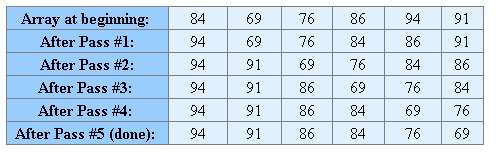 Array at beginning: 84 69 76 86 94 91
After Pass #1: 94 69 76 84 86 91
After Pass #2: 94 91 69 76 84 86
After Pass #3: 94 91 86 69 76 84
After Pass #4: 94 91 86 84 69 76
After Pass #5 (done): 94 91 86 84 76 69